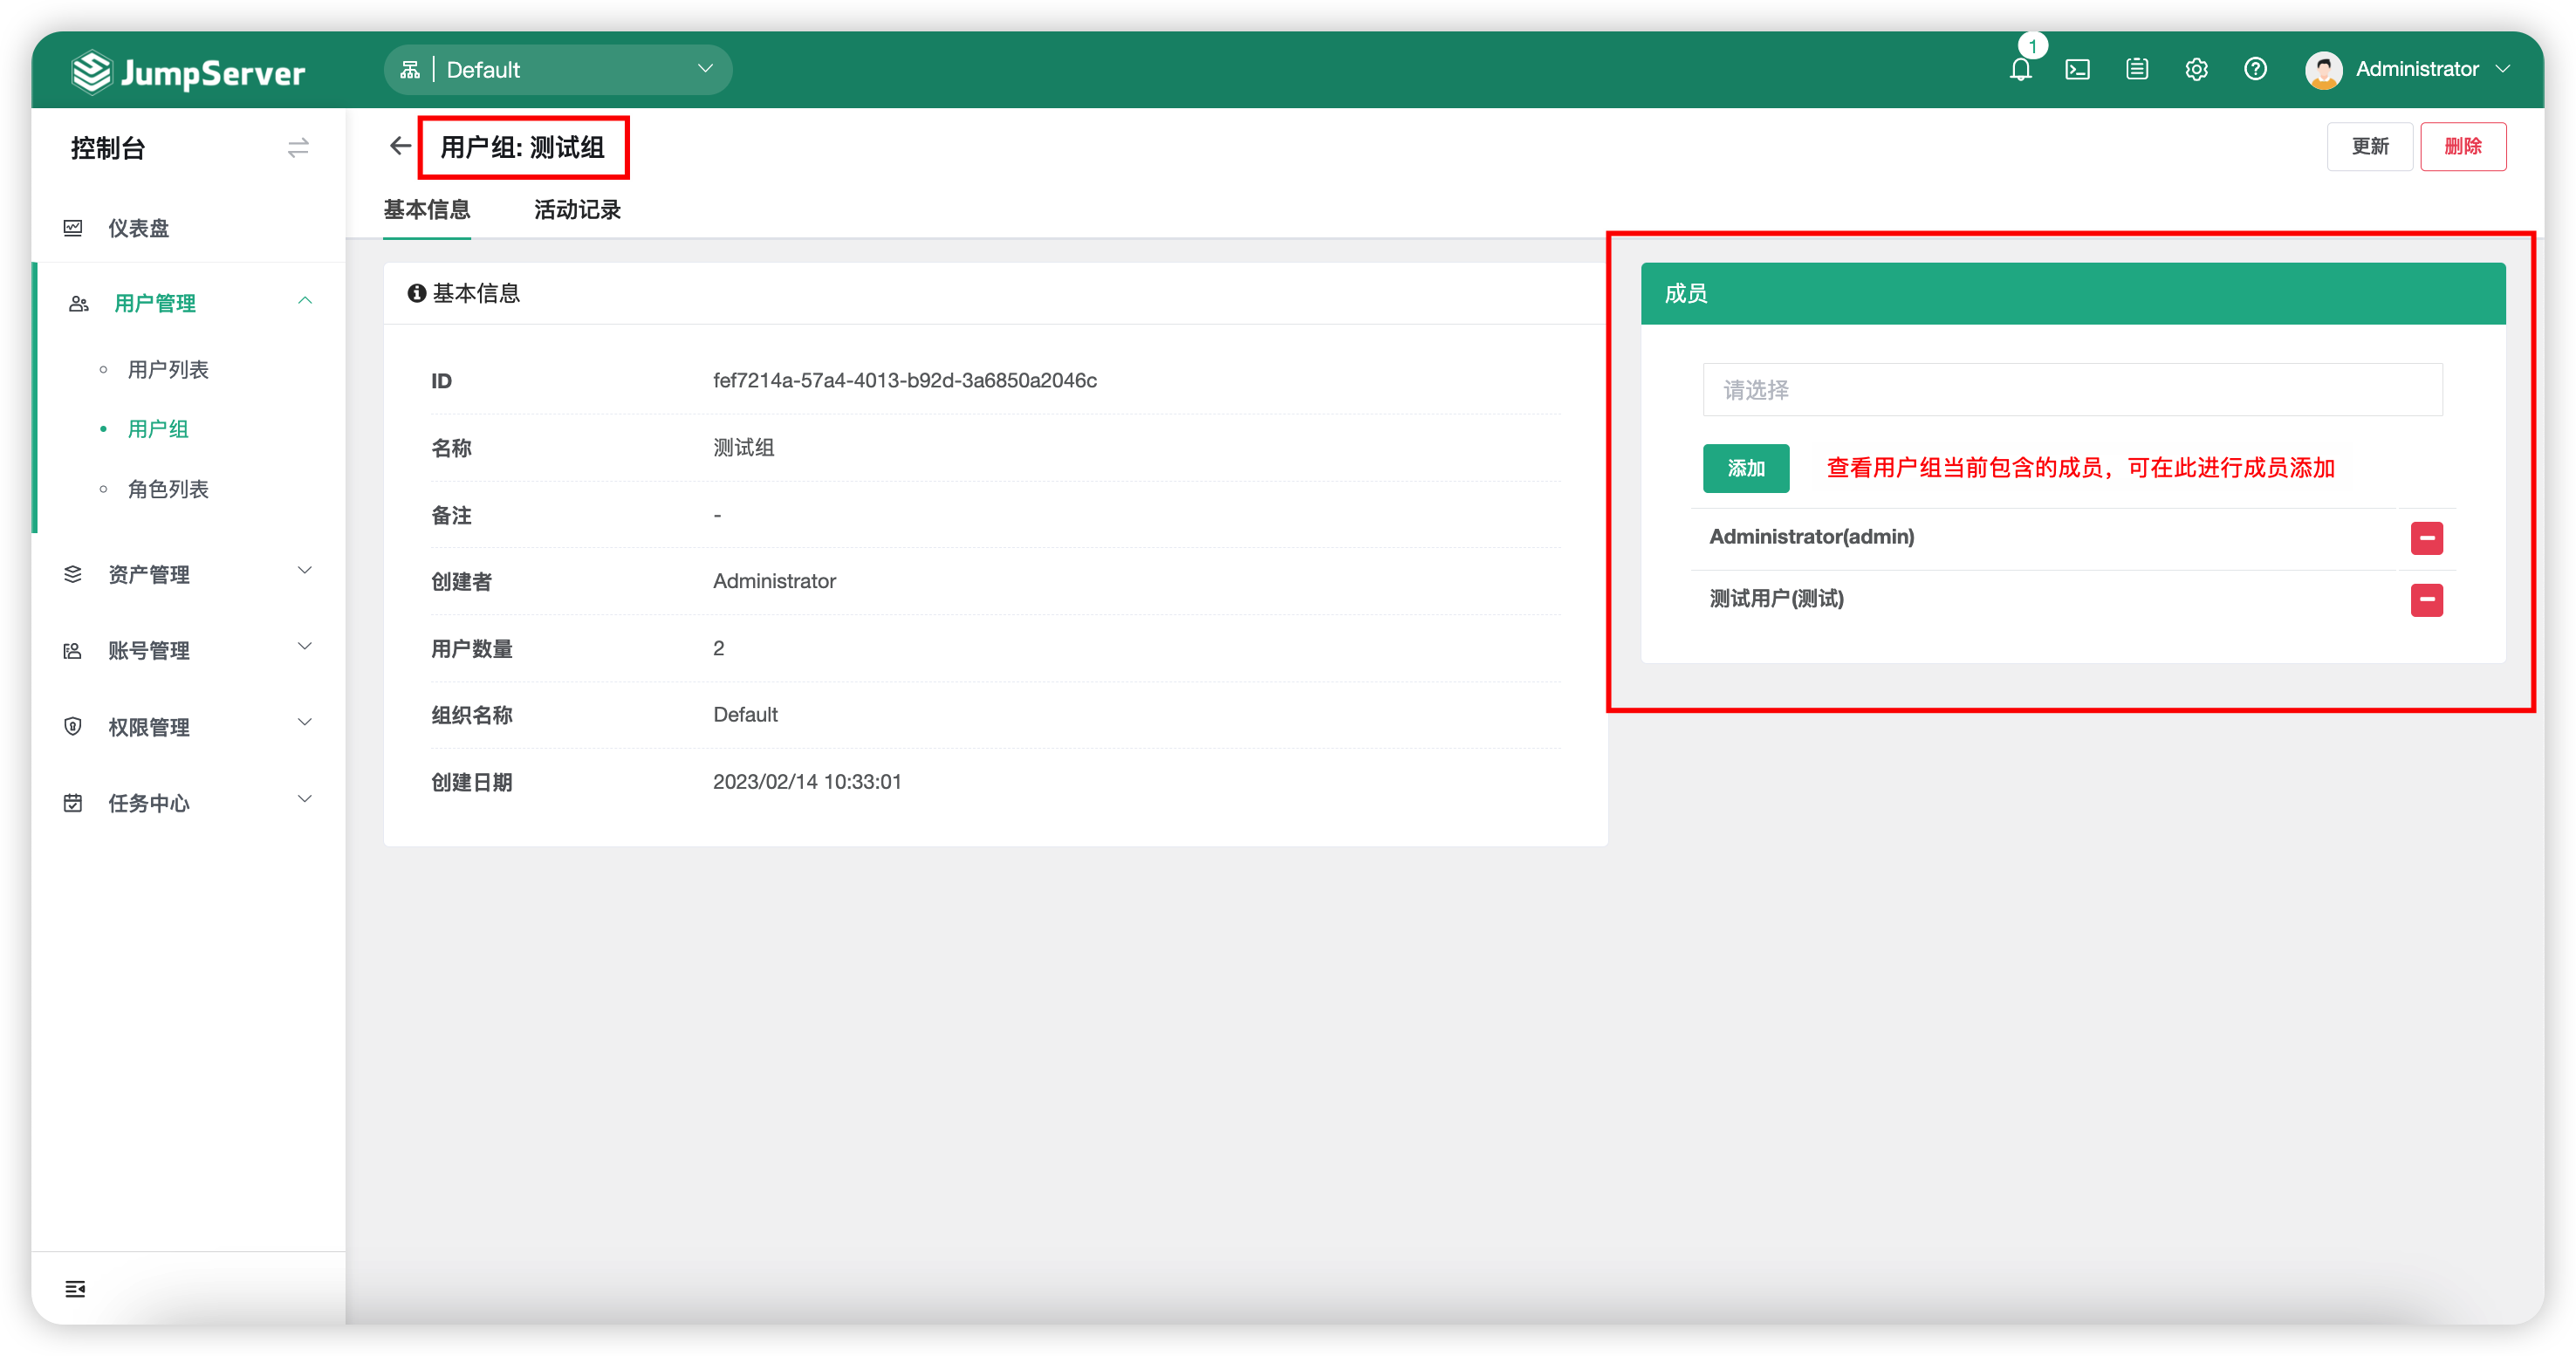 JumpServer
Default
1
Administrator
控制台
用户组: 测试组
更新
删除
基本信息
活动记录
仪表盘
用户管理
用户列表
用户组
角色列表
资产管理
账号管理
权限管理
任务中心
基本信息
ID
fef7214a-57a4-4013-b92d-3a6850a2046c
名称
测试组
备注
-
创建者
Administrator
用户数量
2
组织名称
Default
创建日期
2023/02/14 10:33:01
成员
请选择
添加
查看用户组当前包含的成员，可在此进行成员添加
Administrator(admin)
测试用户(测试)